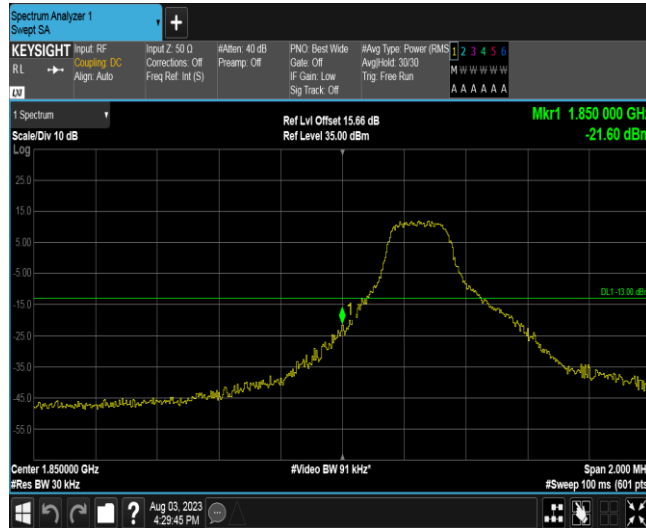 Spectrum Analyzer 1
Swept SA
+
KEYSIGHT
RL
LXI
Input: RF
Coupling: DC
Align: Auto
Input Z: 50 Ω
Corrections: Off
Freq Ref: Int (S)
#Atten: 40 dB
Preamp: Off
PNO: Best Wide
Gate: Off
IF Gain: Low
Sig Track: Off
#Avg Type: Power (RMS
Avg|Hold: 30/30
Trig: Free Run
1 2 3 4 5 6
M W W W W W
A A A A A A
1 Spectrum
Scale/Div 10 dB
Log
Ref Lvl Offset 15.66 dB
Ref Level 35.00 dBm
Mkr1 1.850 000 GHz
-21.60 dBm
25.0
15.0
5.00
-5.00
DL1 -13.00 dBm
-15.0
1
-25.0
-35.0
-45.0
-55.0
Center 1.850000 GHz
#Video BW 91 kHz*
Span 2.000 MH
#Res BW 30 kHz
#Sweep 100 ms (601 pts
?
Aug 03, 2023
4:29:45 PM